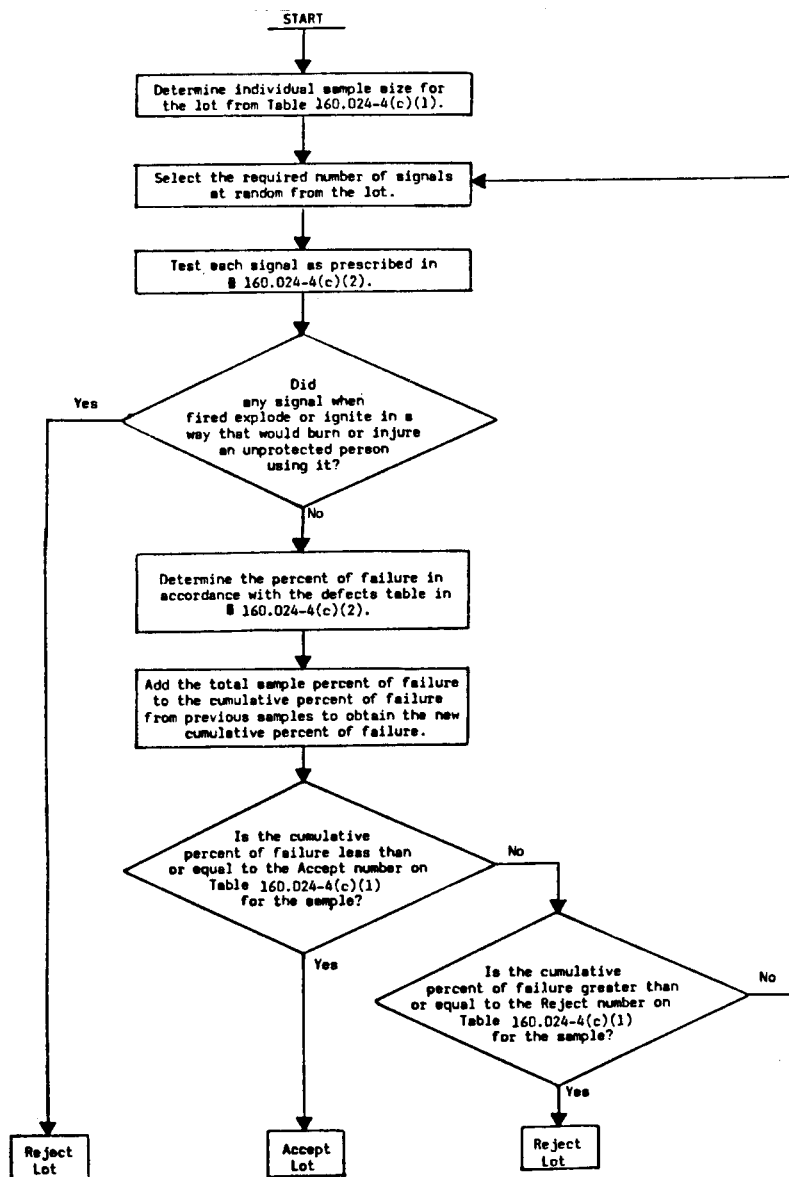 START
Determine individual sample size for
the lot from Table 160.024-4(c)(1).
Select the required number of signals
at random from the lot.
Test each signal as prescribed in
§ 160.024-4(c)(2).
Did
any signal when
fired explode or ignite in a
way that would burn or injure
an unprotected person
using it?
Yes
No
Determine the percent of failure in
accordance with the defects table in
§ 160.024-4(c)(2).
Add the total sample percent of failure
to the cumulative percent of failure
from previous samples to obtain the new
cumulative percent of failure.
Is the cumulative
percent of failure less than
or equal to the Accept number on
Table 160.024-4(c)(1)
for the sample?
No
Yes
Is the cumulative
percent of failure greater than
or equal to the Reject number on
Table 160.024-4(c)(1)
for the sample?
No
Yes
Reject
Lot
Accept
Lot
Reject
Lot